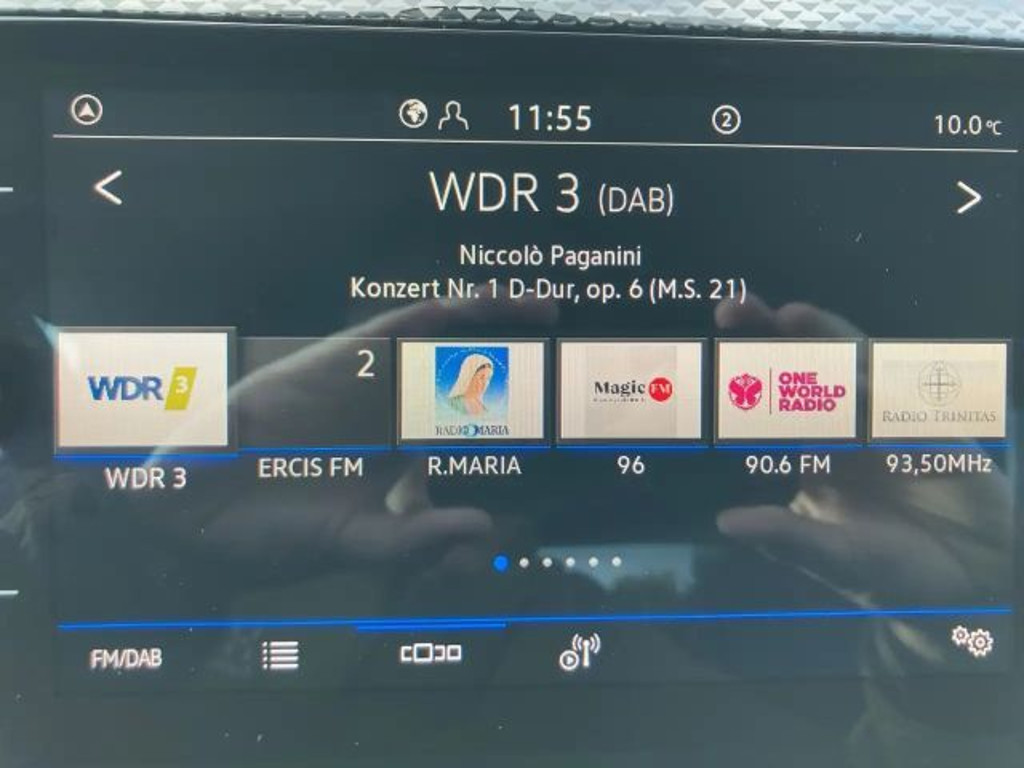 11:55
2
10.0°C
<
WDR 3 (DAB)
>
Niccolò Paganini
Konzert Nr. 1 D-Dur, op. 6 (M.S. 21)
WDR 3
2
RADIO MARIA
Magic FM
ONE
WORLD
RADIO
RADIO TRINITAS
WDR 3
ERCIS FM
R.MARIA
96
90.6 FM
93,50MHz
FM/DAB